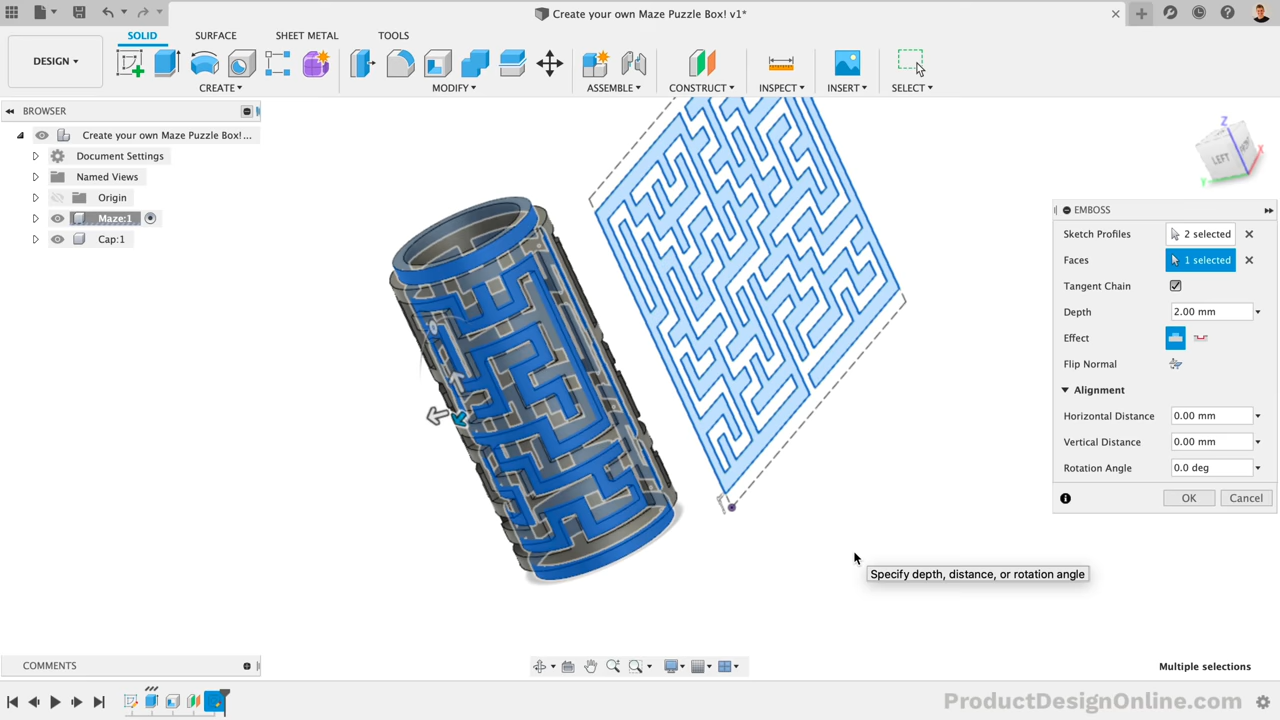 Create your own Maze Puzzle Box! v1*
DESIGN
SOLID
SURFACE
SHEET METAL
TOOLS
CREATE
MODIFY
ASSEMBLE
CONSTRUCT
INSPECT
INSERT
SELECT
BROWSER
Create your own Maze Puzzle Box!...
Document Settings
Named Views
Origin
Maze:1
Cap:1
Z
X
Y
LEFT
EMBOSS
Sketch Profiles 2 selected
Faces 1 selected
Tangent Chain
Depth 2.00 mm
Effect
Flip Normal
Alignment
Horizontal Distance 0.00 mm
Vertical Distance 0.00 mm
Rotation Angle 0.0 deg
OK Cancel
Specify depth, distance, or rotation angle
COMMENTS
Multiple selections
ProductDesignOnline.com